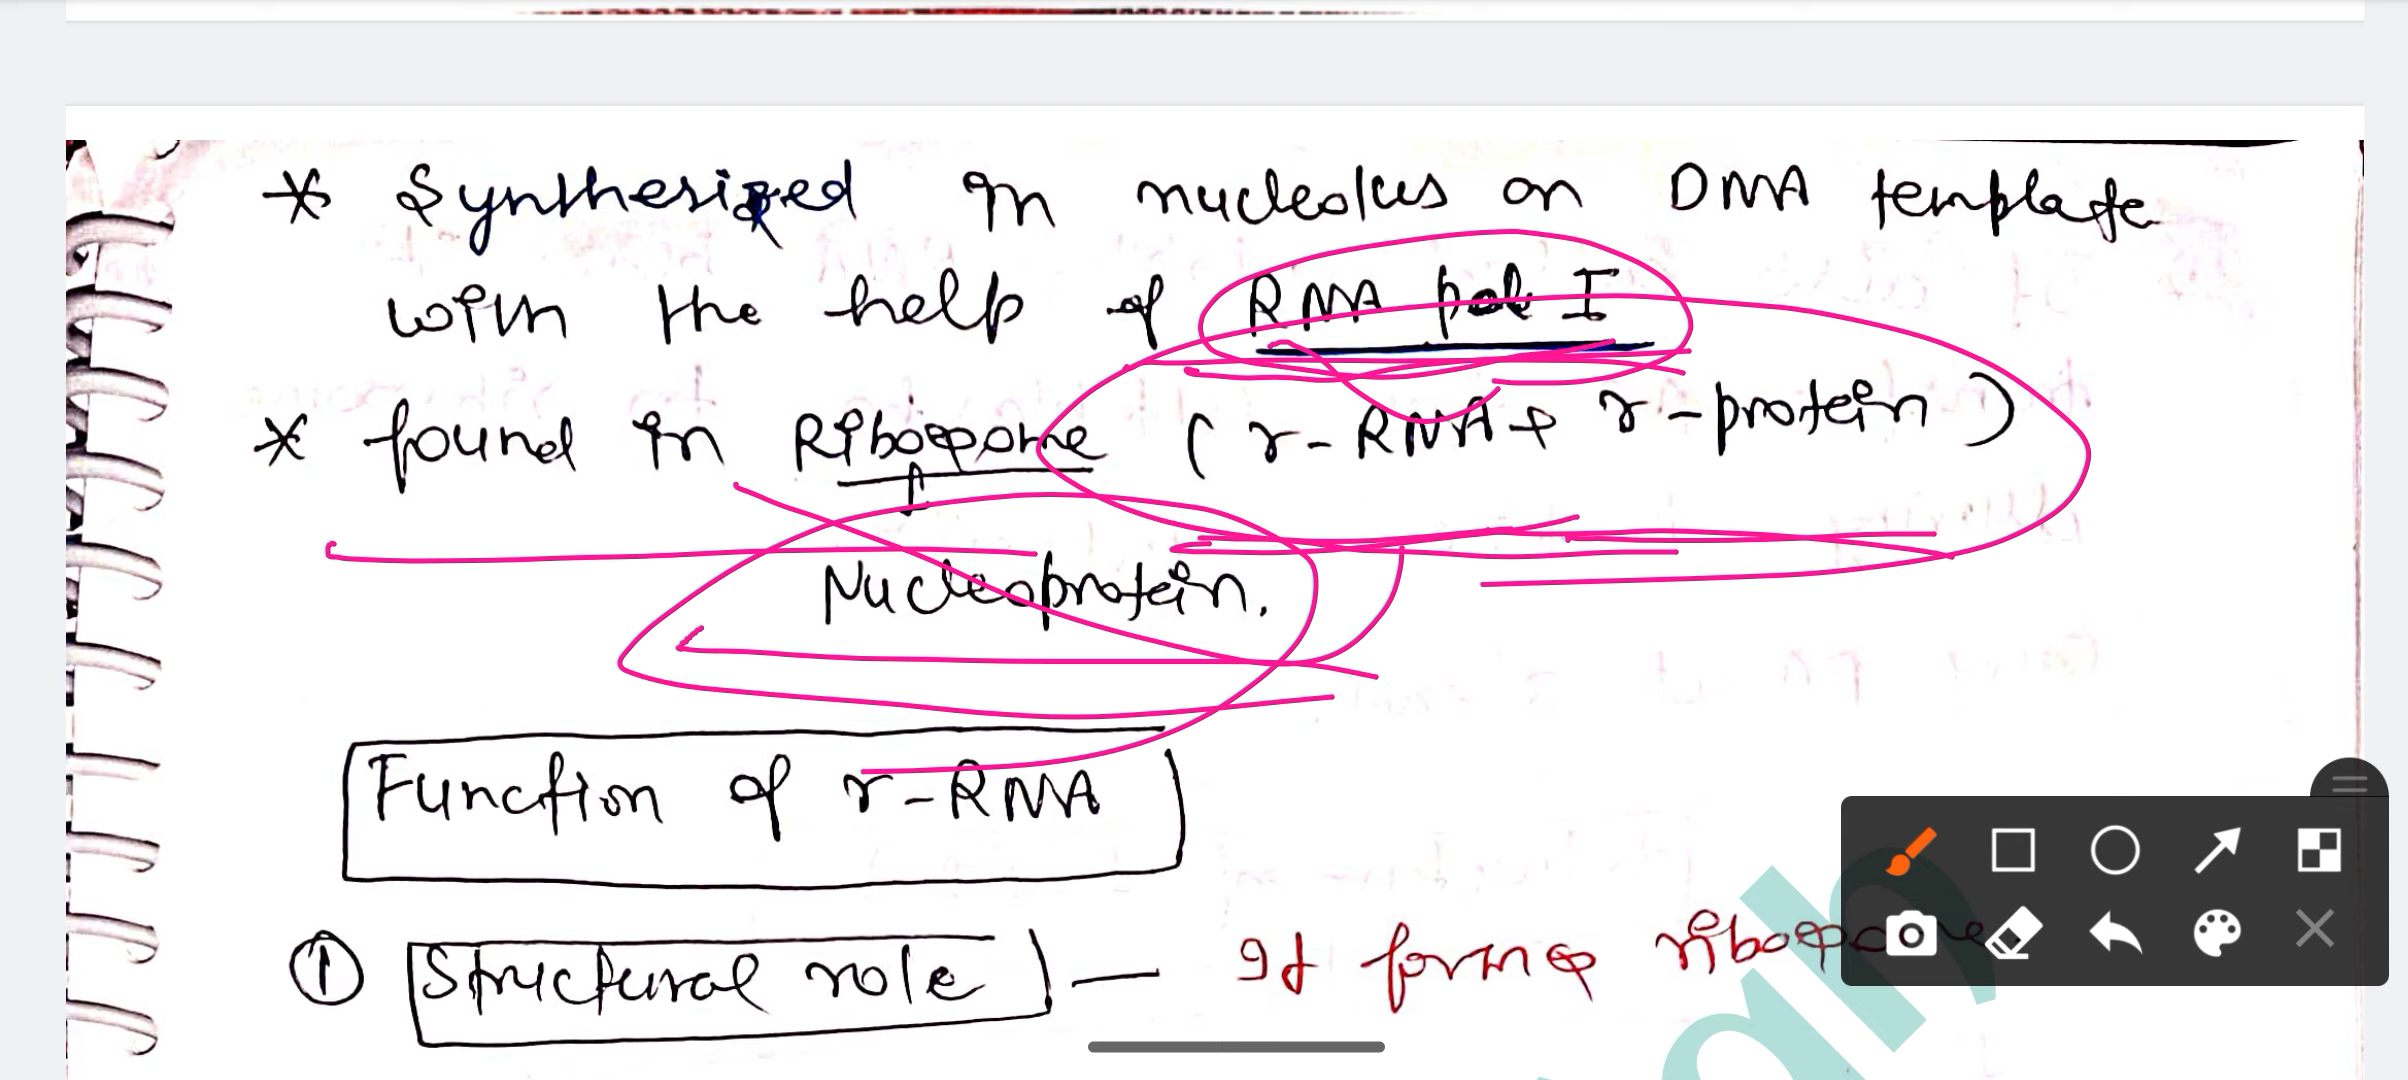 * Synthesized in nucleolus on DNA template
with the help of RNA pol I
* found in Ribosome ( r-RNA + r-protein )
Nucleoprotein.
Function of r-RNA
① Structural role — It forms